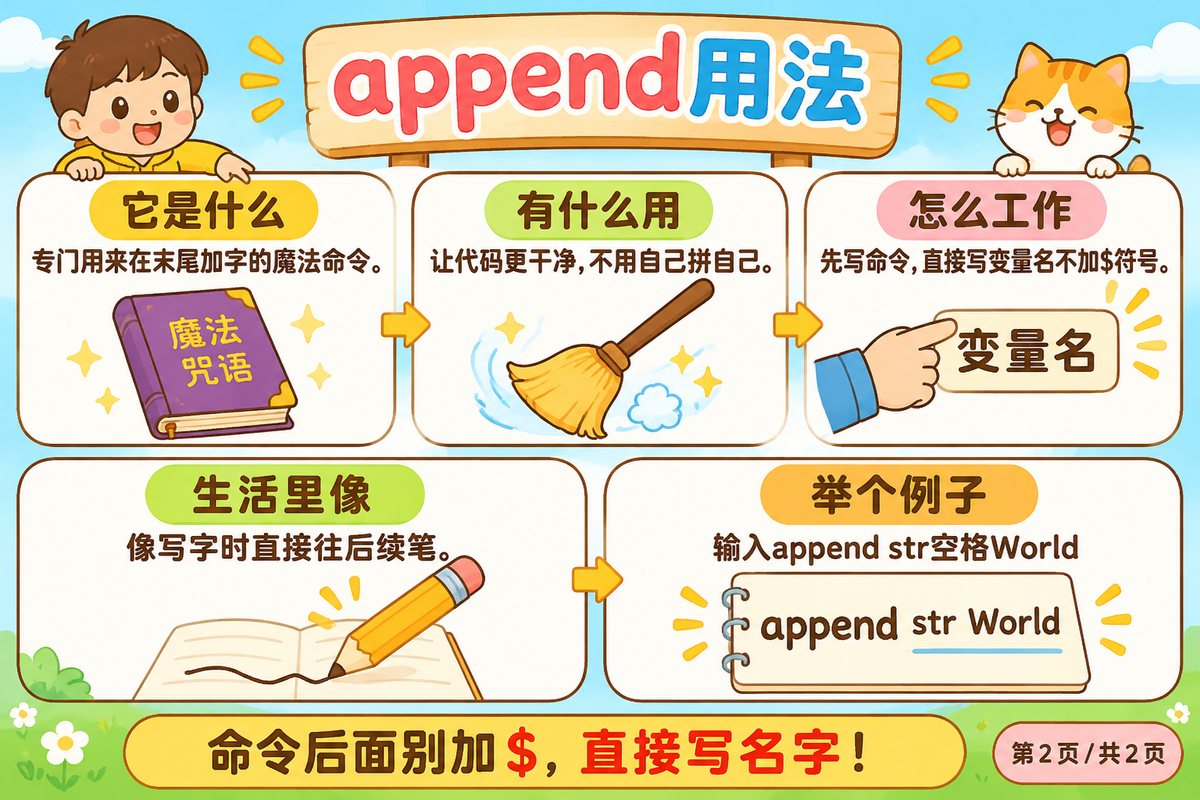 append用法
它是什么
专门用来在末尾加字的魔法命令。
魔法
咒语
有什么用
让代码更干净,不用自己拼自己。
怎么工作
先写命令,直接写变量名不加$符号。
变量名
生活里像
像写字时直接往后续笔。
举个例子
输入append str空格World
append str World
命令后面别加$,直接写名字!
第2页/共2页